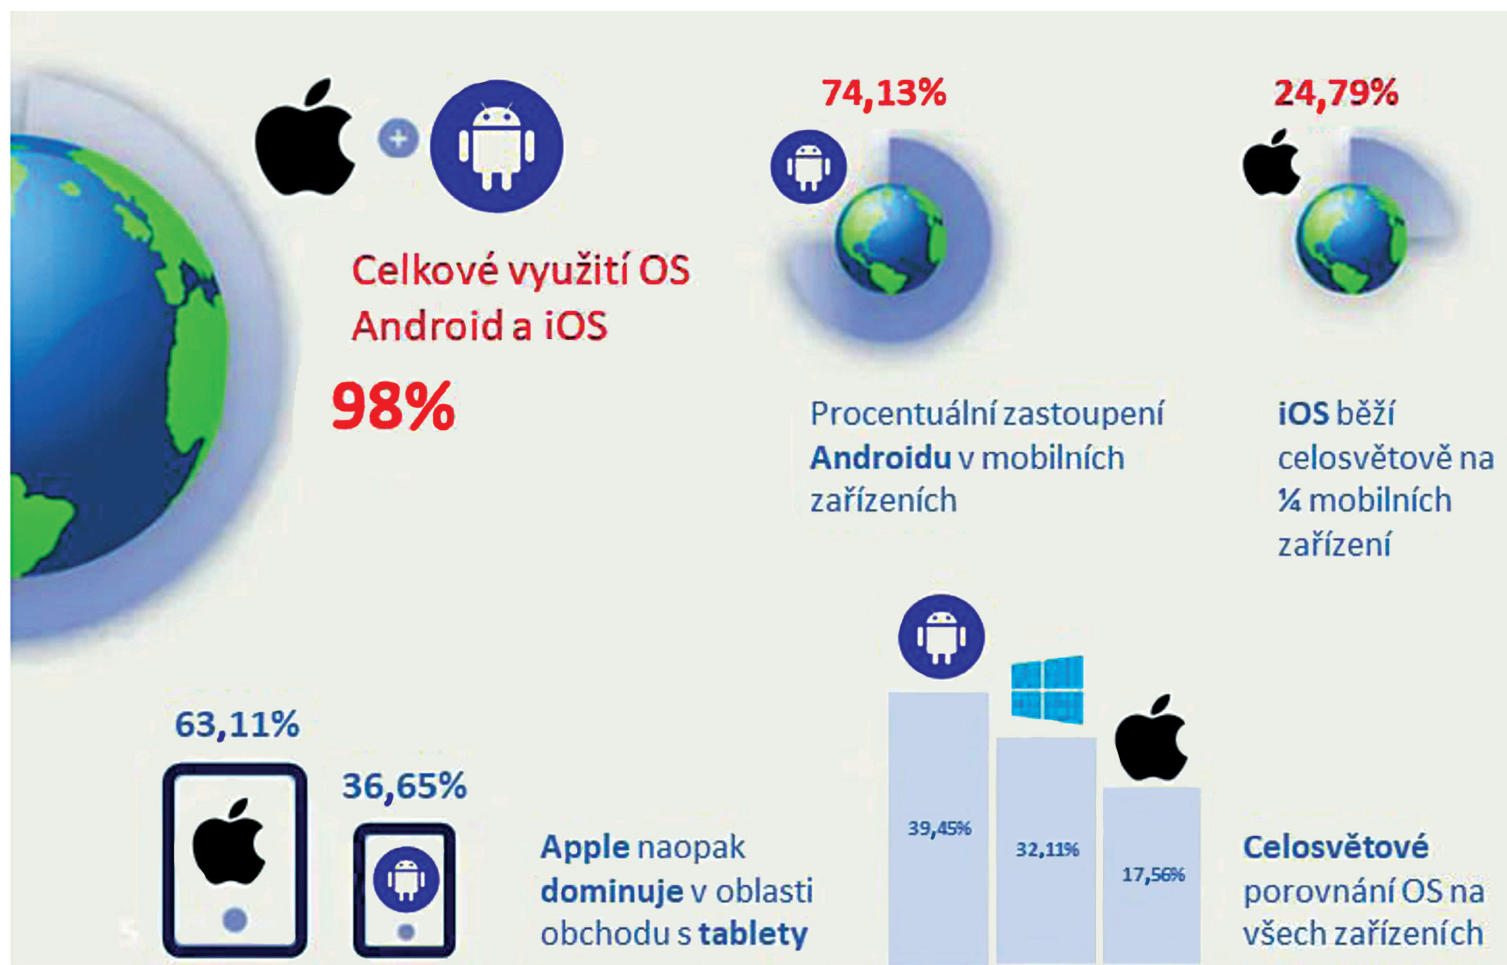 Celkové využití OS
Android a iOS
98%
74,13%
Procentuální zastoupení
Androidu v mobilních
zařízeních
24,79%
iOS běží
celosvětově na
¼ mobilních
zařízení
63,11%
36,65%
Apple naopak
dominuje v oblasti
obchodu s tablety
39,45%
32,11%
17,56%
Celosvětové
porovnání OS na
všech zařízeních
5